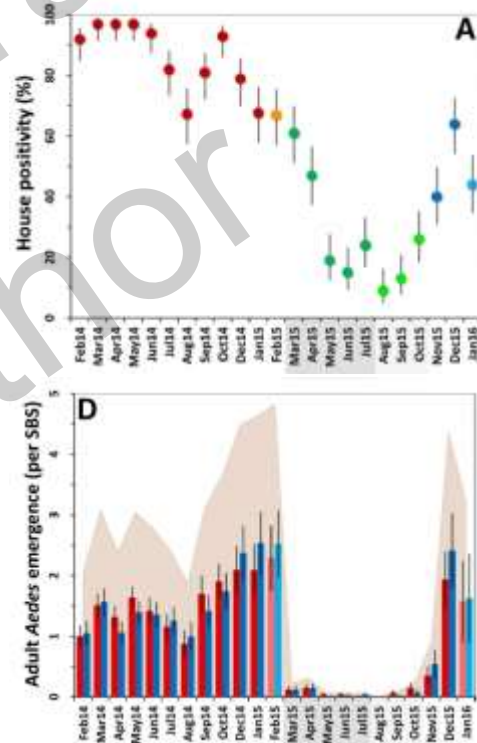 A
House positivity (%)
100
80
60
40
20
0
Feb14 Mar14 Apr14 May14 Jun14 Jul14 Aug14 Sep14 Oct14 Dec14 Jan15 Feb15 Mar15 Apr15 May15 Jun15 Jul15 Aug15 Sep15 Oct15 Nov15 Dec15 Jan16
D
Adult Aedes emergence (per SBS)
5
4
3
2
1
0
Feb14 Mar14 Apr14 May14 Jun14 Jul14 Aug14 Sep14 Oct14 Dec14 Jan15 Feb15 Mar15 Apr15 May15 Jun15 Jul15 Aug15 Sep15 Oct15 Nov15 Dec15 Jan16
thor